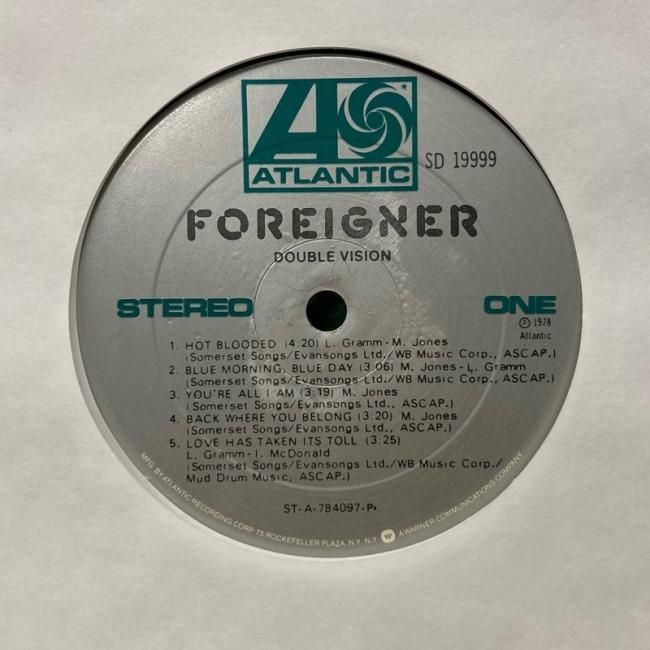 ATLANTIC
SD 19999
FOREIGNER
DOUBLE VISION
STEREO
ONE
℗ 1978
Atlantic
1. HOT BLOODED (4:20) L. Gramm - M. Jones
(Somerset Songs/Evansongs Ltd./WB Music Corp., ASCAP.)
2. BLUE MORNING, BLUE DAY (3:06) M. Jones - L. Gramm
(Somerset Songs/Evansongs Ltd./WB Music Corp., ASCAP.)
3. YOU'RE ALL I AM (3:19) M. Jones
(Somerset Songs/Evansongs Ltd., ASCAP.)
4. BACK WHERE YOU BELONG (3:20) M. Jones
(Somerset Songs/Evansongs Ltd., ASCAP.)
5. LOVE HAS TAKEN ITS TOLL (3:25)
L. Gramm - I. McDonald
(Somerset Songs/Evansongs Ltd./WB Music Corp./
Mud Drum Music, ASCAP.)
ST-A-784097-P
MFG. BY ATLANTIC RECORDING CORP. 75 ROCKEFELLER PLAZA, N.Y. N.Y. W A WARNER COMMUNICATIONS COMPANY